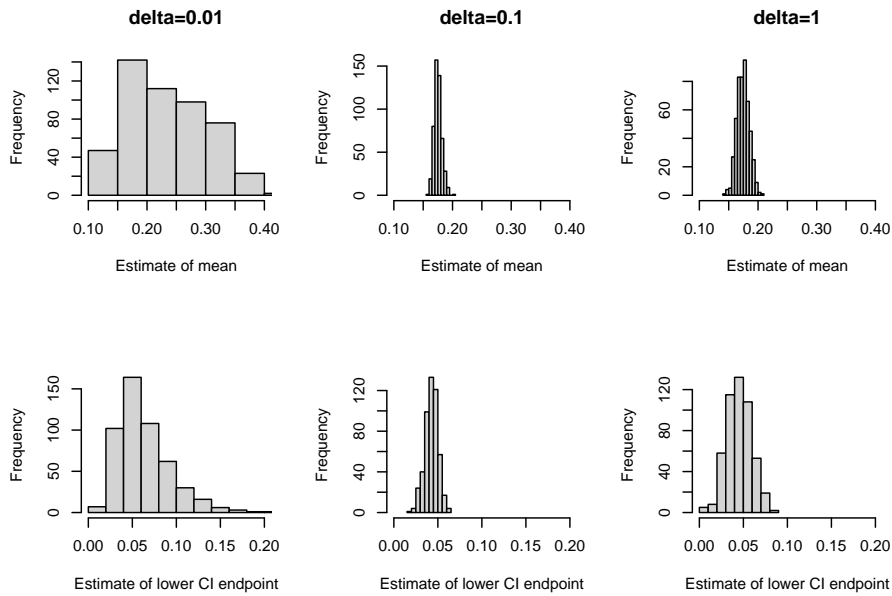 delta=0.01
delta=0.1
delta=1
Frequency
0 40 80 120
0.10 0.20 0.30 0.40
Estimate of mean
Frequency
0 50 100 150
0.10 0.20 0.30 0.40
Estimate of mean
Frequency
0 20 60
0.10 0.20 0.30 0.40
Estimate of mean
Frequency
0 50 100 150
0.00 0.05 0.10 0.15 0.20
Estimate of lower CI endpoint
Frequency
0 40 80 120
0.00 0.05 0.10 0.15 0.20
Estimate of lower CI endpoint
Frequency
0 40 80 120
0.00 0.05 0.10 0.15 0.20
Estimate of lower CI endpoint